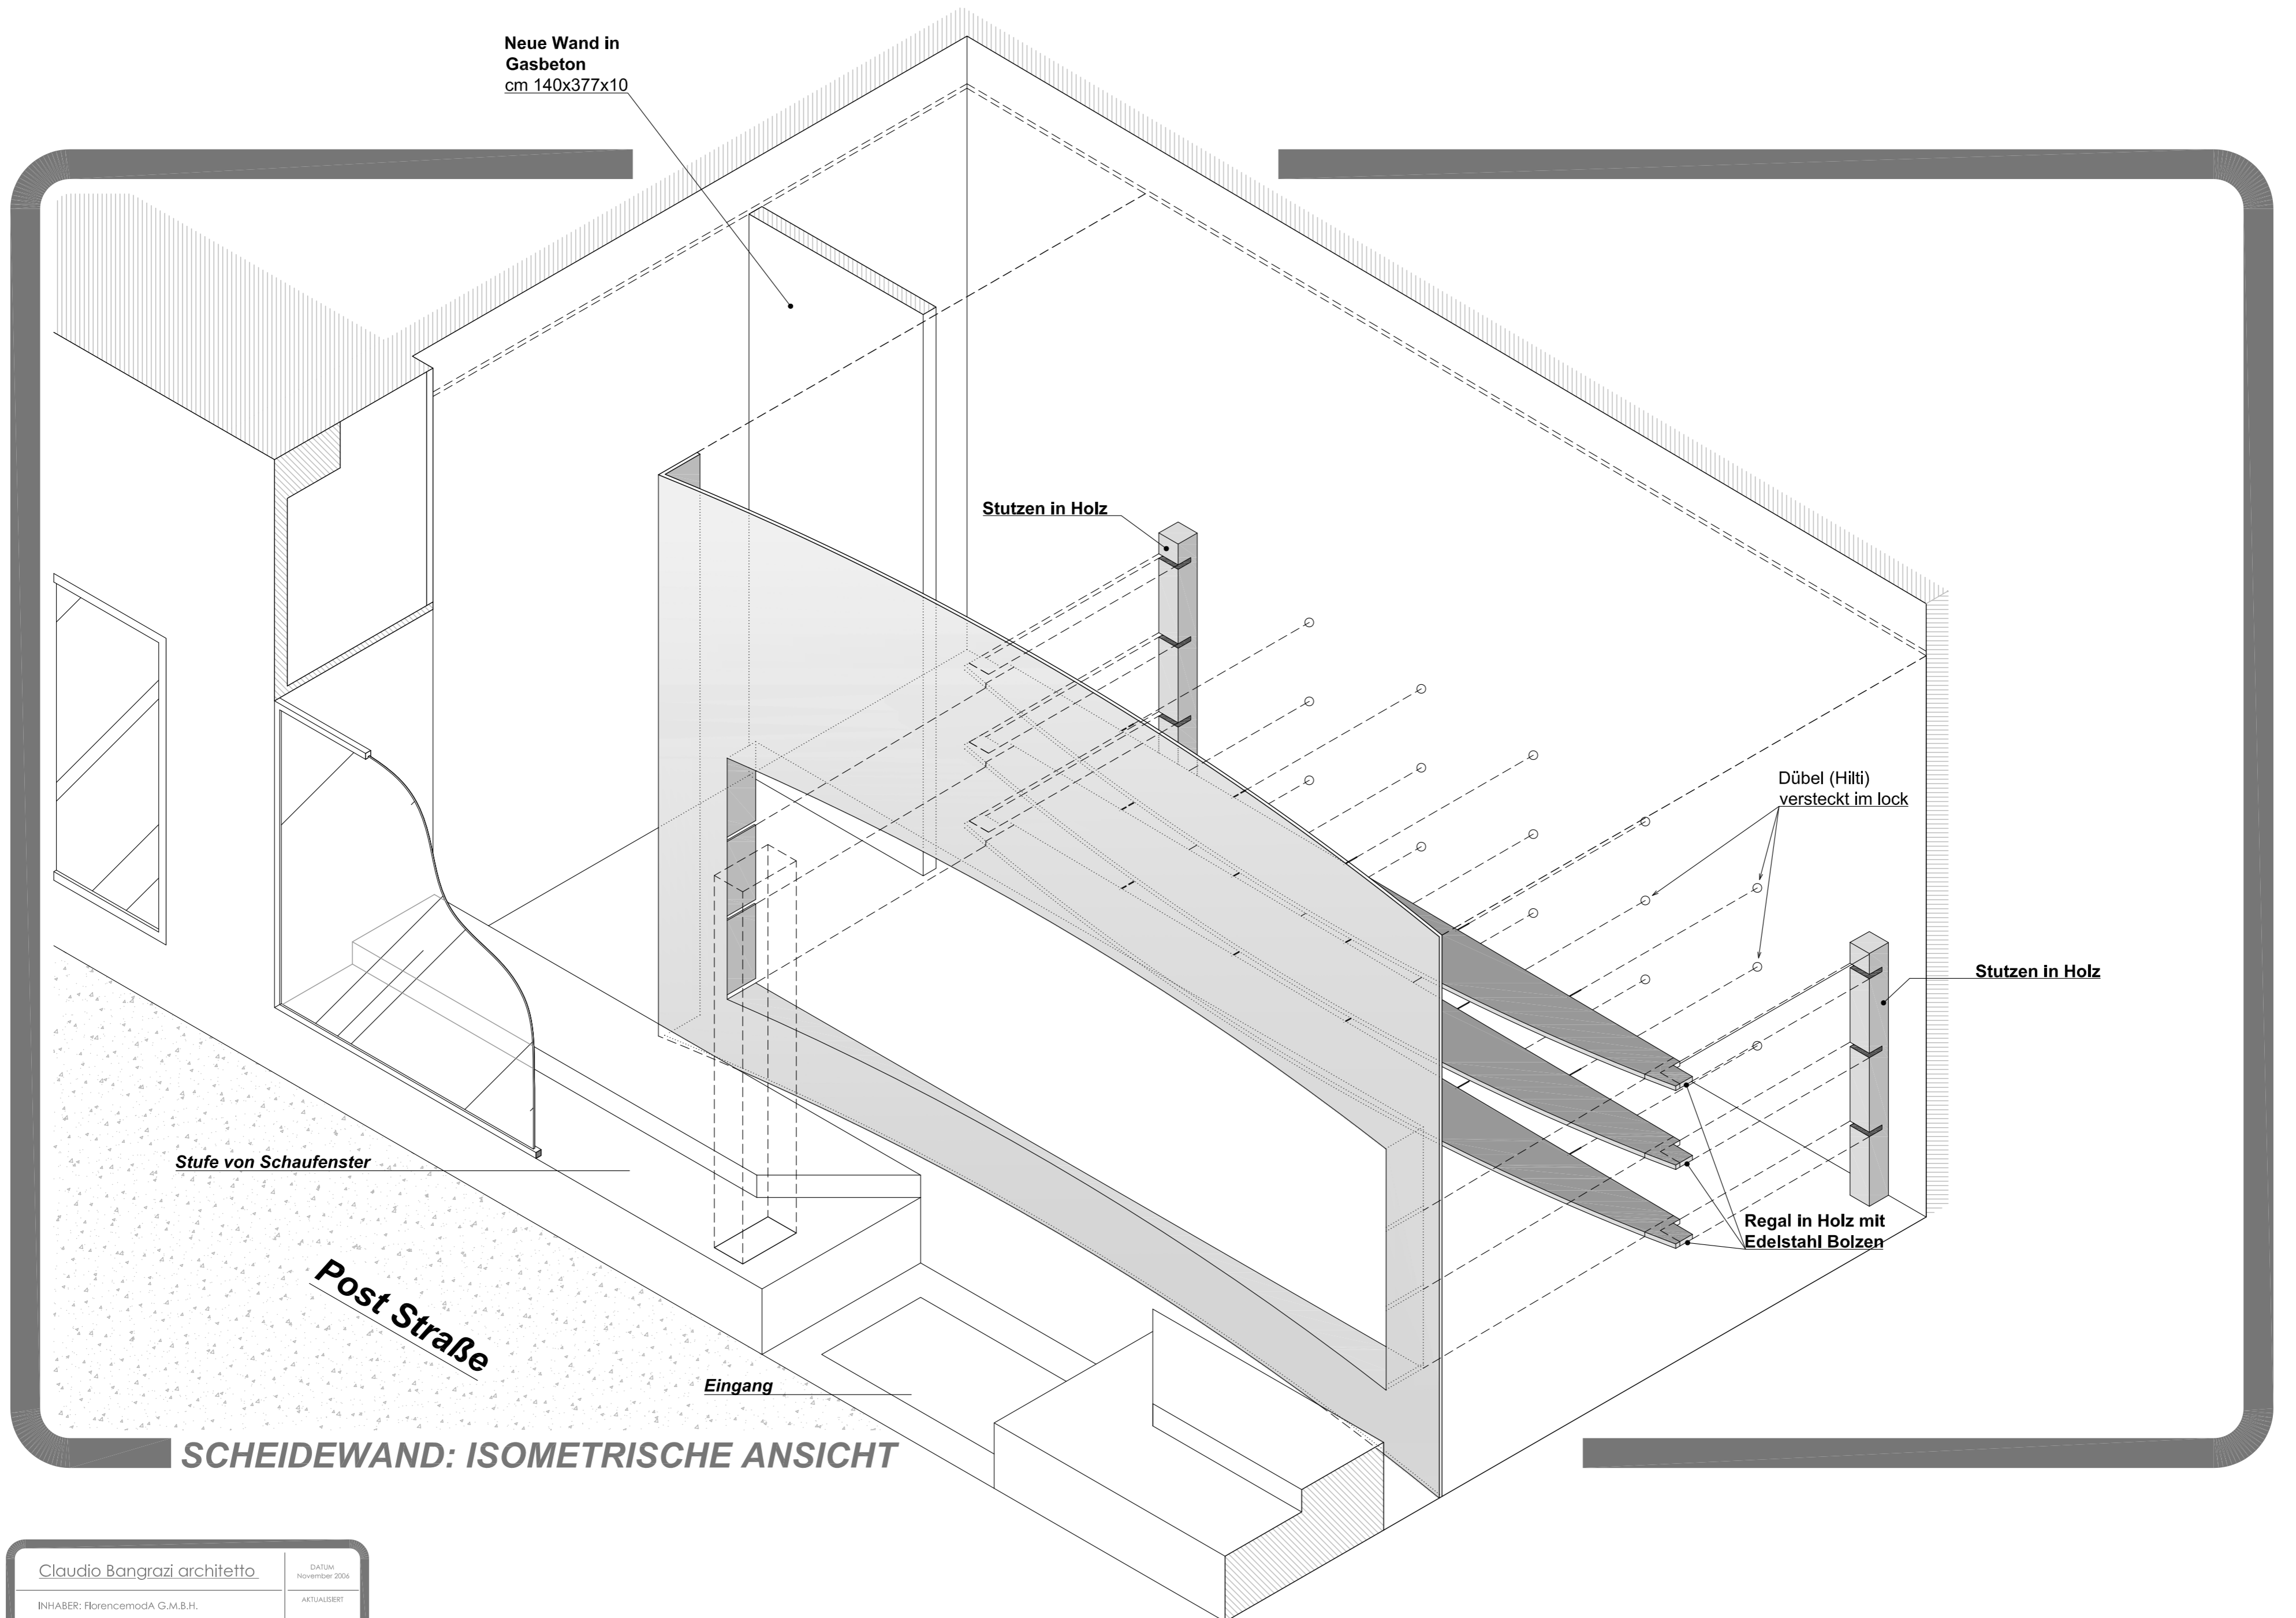 Neue Wand in
Gasbeton
cm 140x377x10
Stutzen in Holz
Dübel (Hilti)
versteckt im lock
Stutzen in Holz
Stufe von Schaufenster
Regal in Holz mit
Edelstahl Bolzen
Post Straße
Eingang
SCHEIDEWAND: ISOMETRISCHE ANSICHT
Claudio Bangrazi architetto
DATUM
November 2006
INHABER: FlorencemodA G.M.B.H.
AKTUALISIERT